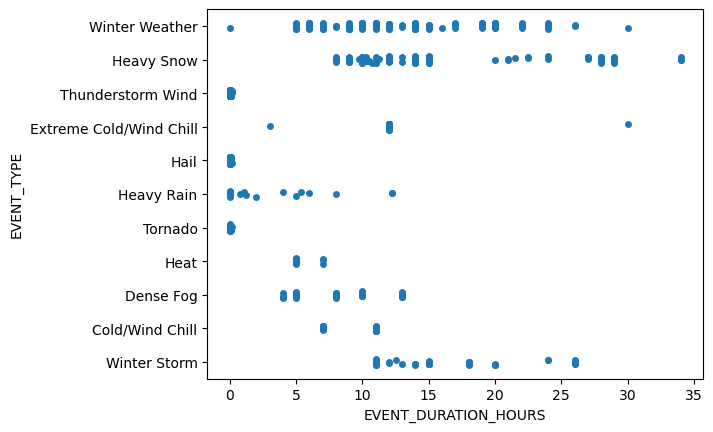 Winter Weather
Heavy Snow
Thunderstorm Wind
Extreme Cold/Wind Chill
Hail
Heavy Rain
Tornado
Heat
Dense Fog
Cold/Wind Chill
Winter Storm
EVENT_TYPE
0 5 10 15 20 25 30 35
EVENT_DURATION_HOURS